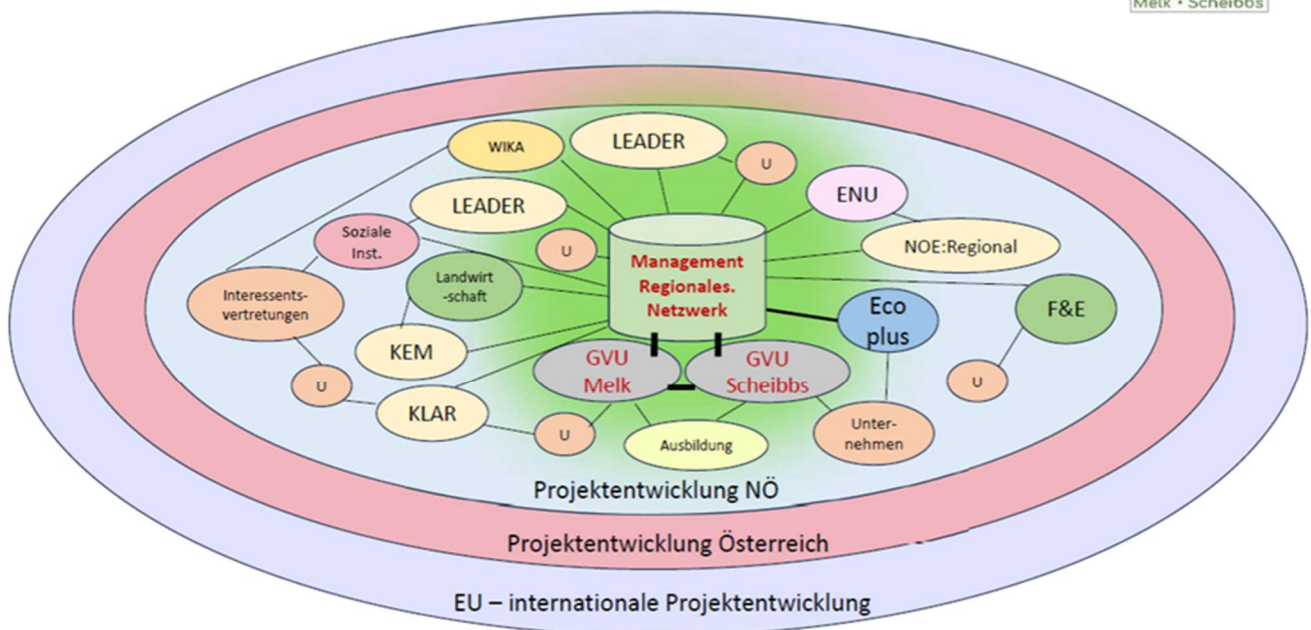 Melk • Scheibbs
WIKA
LEADER
U
ENU
LEADER
Soziale
Inst.
U
NOE:Regional
Management
Regionales.
Netzwerk
Landwirt
-schaft
Interessents-
vertretungen
Eco
plus
F&E
KEM
GVU
Melk
GVU
Scheibbs
U
U
KLAR
U
Ausbildung
Unter-
nehmen
Projektentwicklung NÖ
Projektentwicklung Österreich
EU – internationale Projektentwicklung